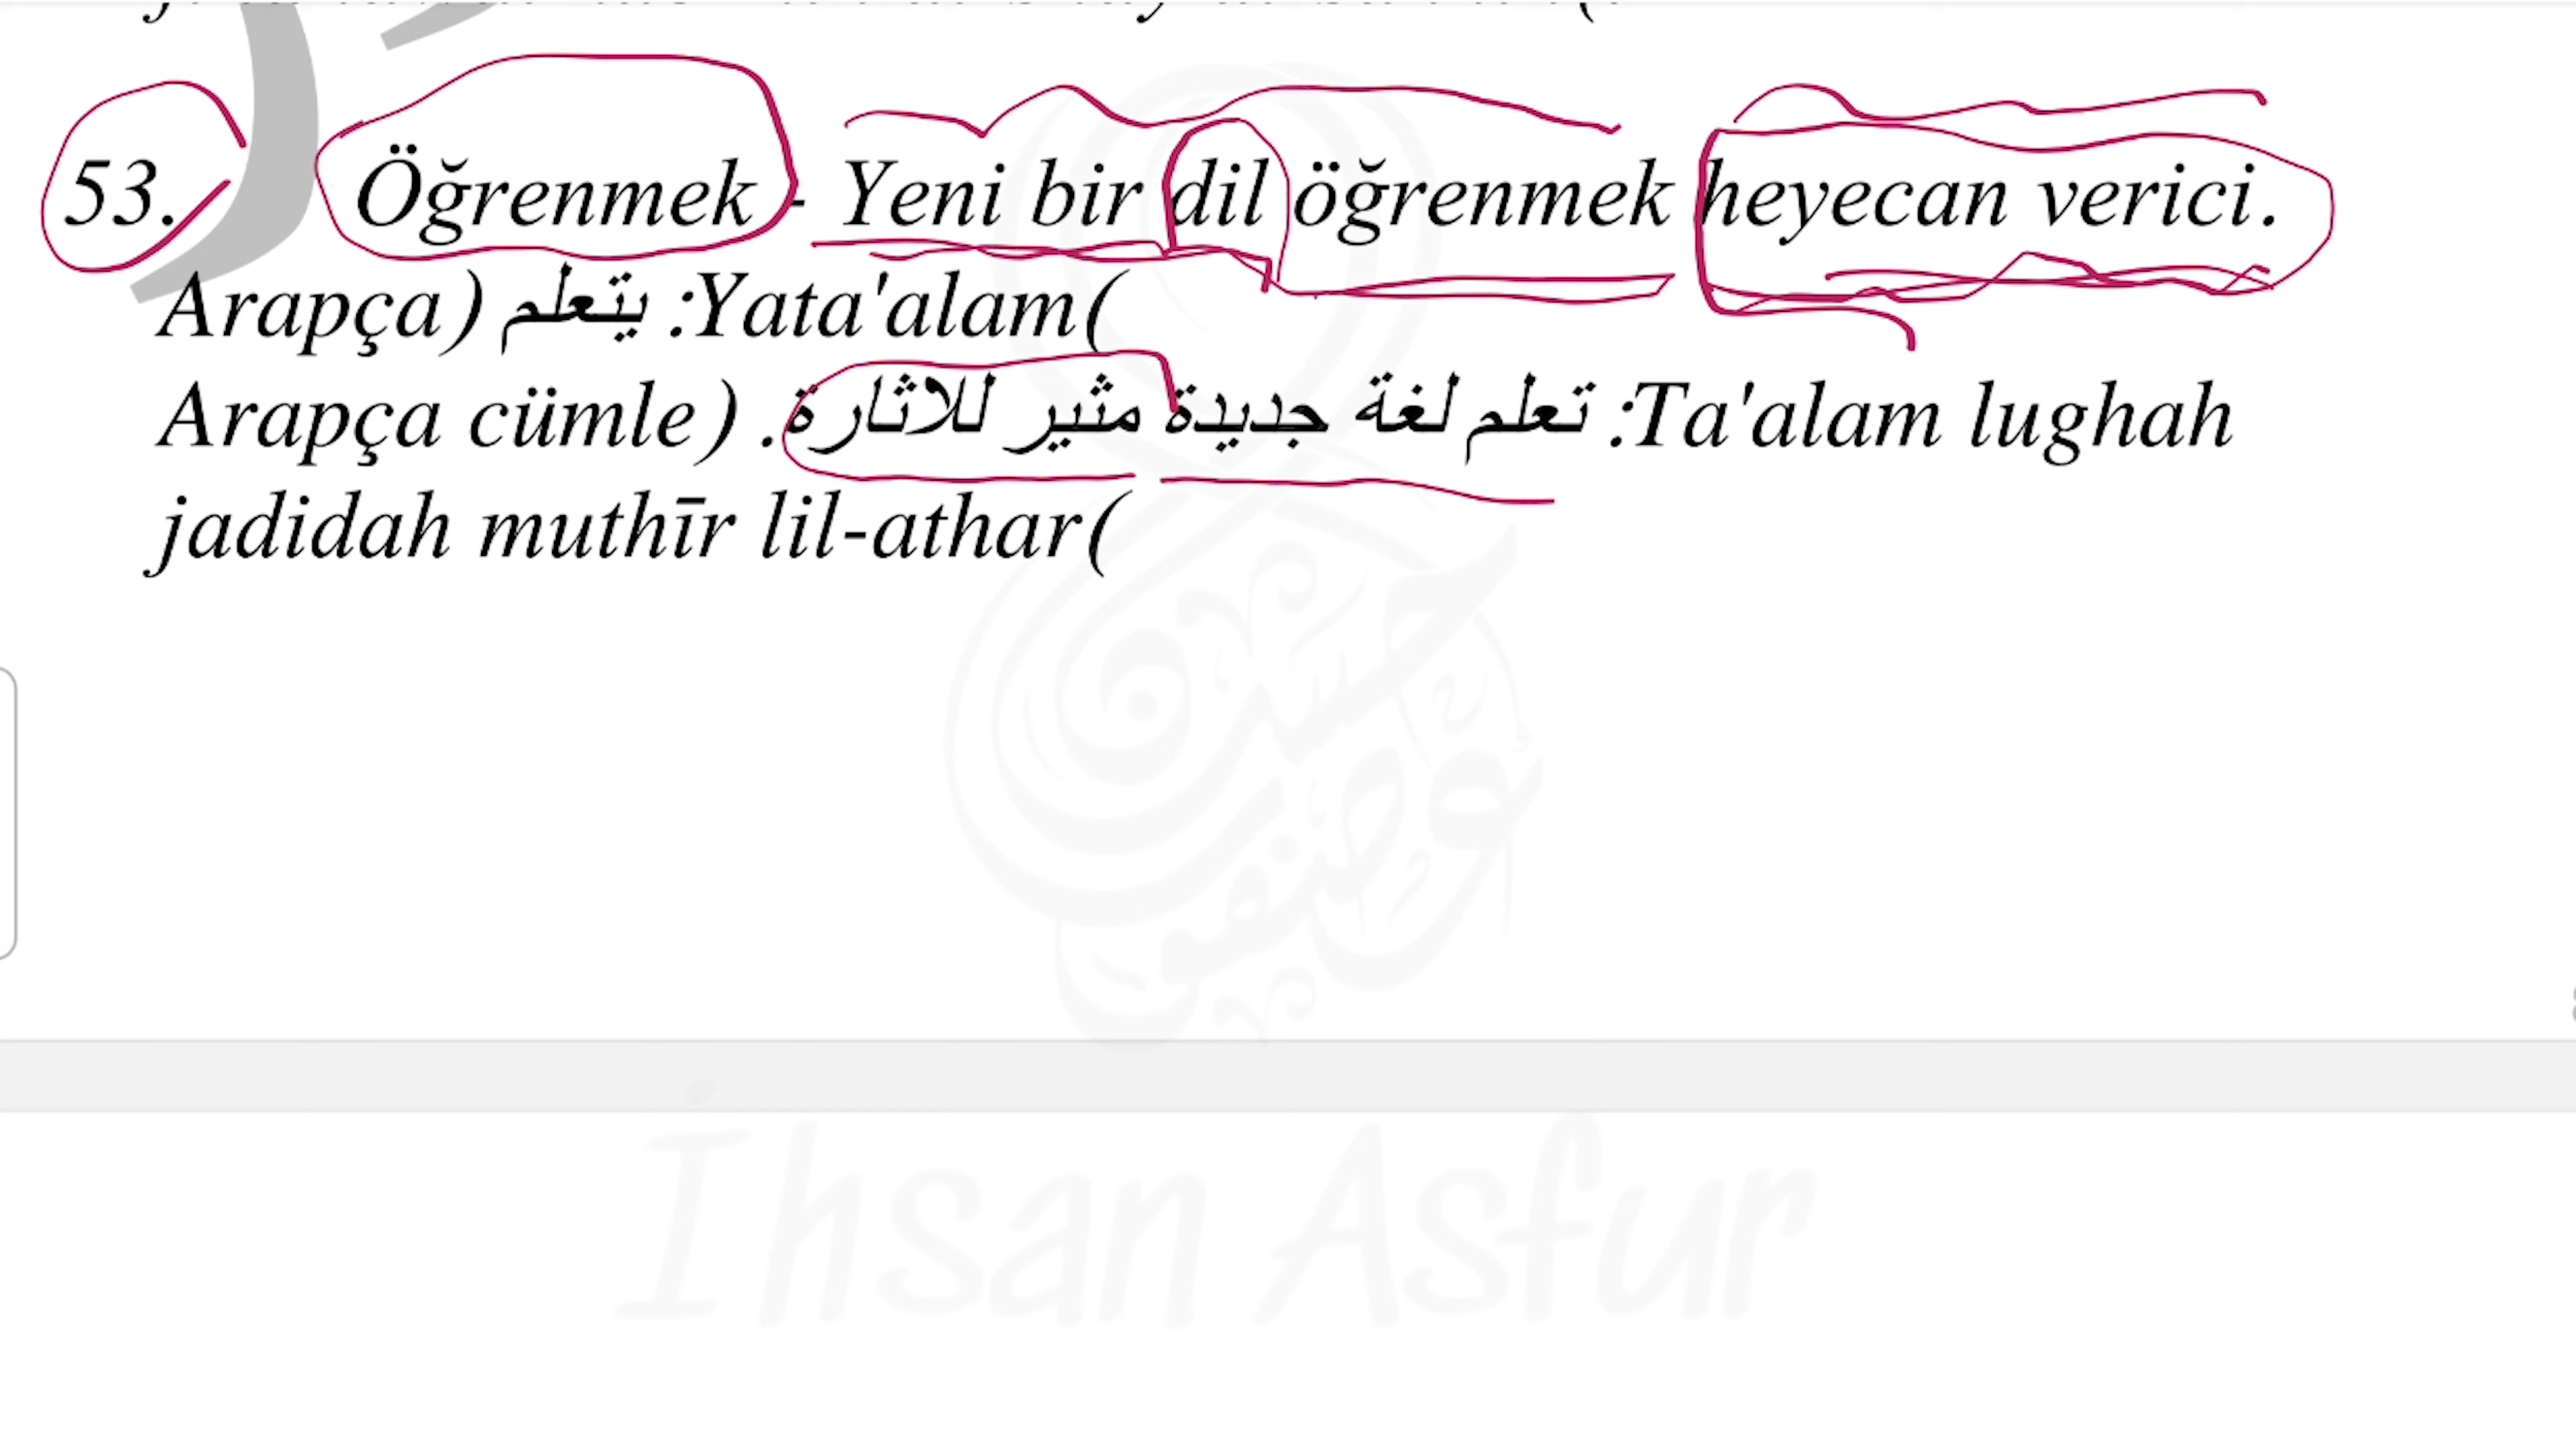 53. Öğrenmek - Yeni bir dil öğrenmek heyecan verici.
Arapça) يتعلم :Yata'alam(
Arapça cümle) تعلم لغة جديدة مثير للاثارة. :Ta'alam lughah
jadidah muthīr lil-athar(
Ihsan Asfur